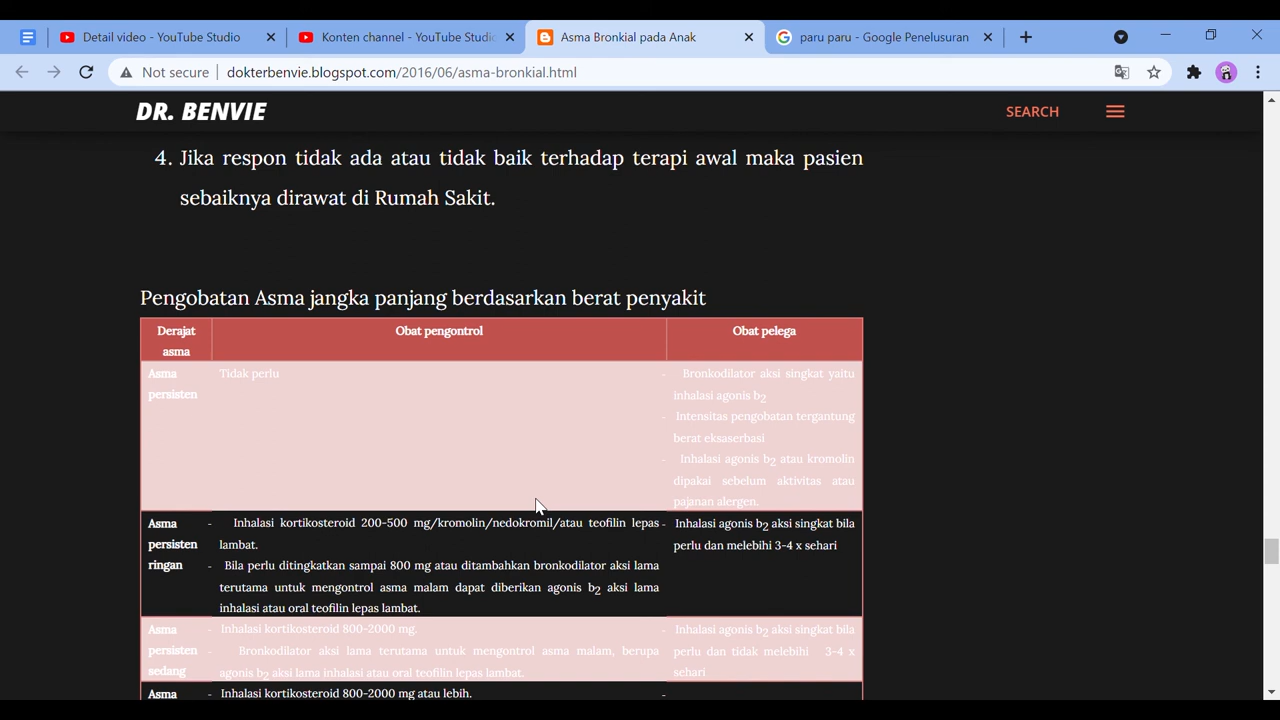 Detail video - YouTube Studio
Konten channel - YouTube Studio
Asma Bronkial pada Anak
paru paru - Google Penelusuran
Not secure
dokterbenvie.blogspot.com/2016/06/asma-bronkial.html
DR. BENVIE
SEARCH
4. Jika respon tidak ada atau tidak baik terhadap terapi awal maka pasien
sebaiknya dirawat di Rumah Sakit.
Pengobatan Asma jangka panjang berdasarkan berat penyakit
Derajat
asma
Obat pengontrol
Obat pelega
Asma
persisten
Tidak perlu
- Bronkodilator aksi singkat yaitu
inhalasi agonis b2
- Intensitas pengobatan tergantung
berat eksaserbasi
- Inhalasi agonis b2 atau kromolin
dipakai sebelum aktivitas atau
pajanan alergen.
Asma
persisten
ringan
- Inhalasi kortikosteroid 200-500 mg/kromolin/nedokromil/atau teofilin lepas
lambat.
- Bila perlu ditingkatkan sampai 800 mg atau ditambahkan bronkodilator aksi lama
terutama untuk mengontrol asma malam dapat diberikan agonis b2 aksi lama
inhalasi atau oral teofilin lepas lambat.
- Inhalasi agonis b2 aksi singkat bila
perlu dan melebihi 3-4 x sehari
Asma
persisten
sedang
- Inhalasi kortikosteroid 800-2000 mg.
- Bronkodilator aksi lama terutama untuk mengontrol asma malam, berupa
agonis b2 aksi lama inhalasi atau oral teofilin lepas lambat.
- Inhalasi agonis b2 aksi singkat bila
perlu dan tidak melebihi 3-4 x
sehari
Asma
- Inhalasi kortikosteroid 800-2000 mg atau lebih.
-